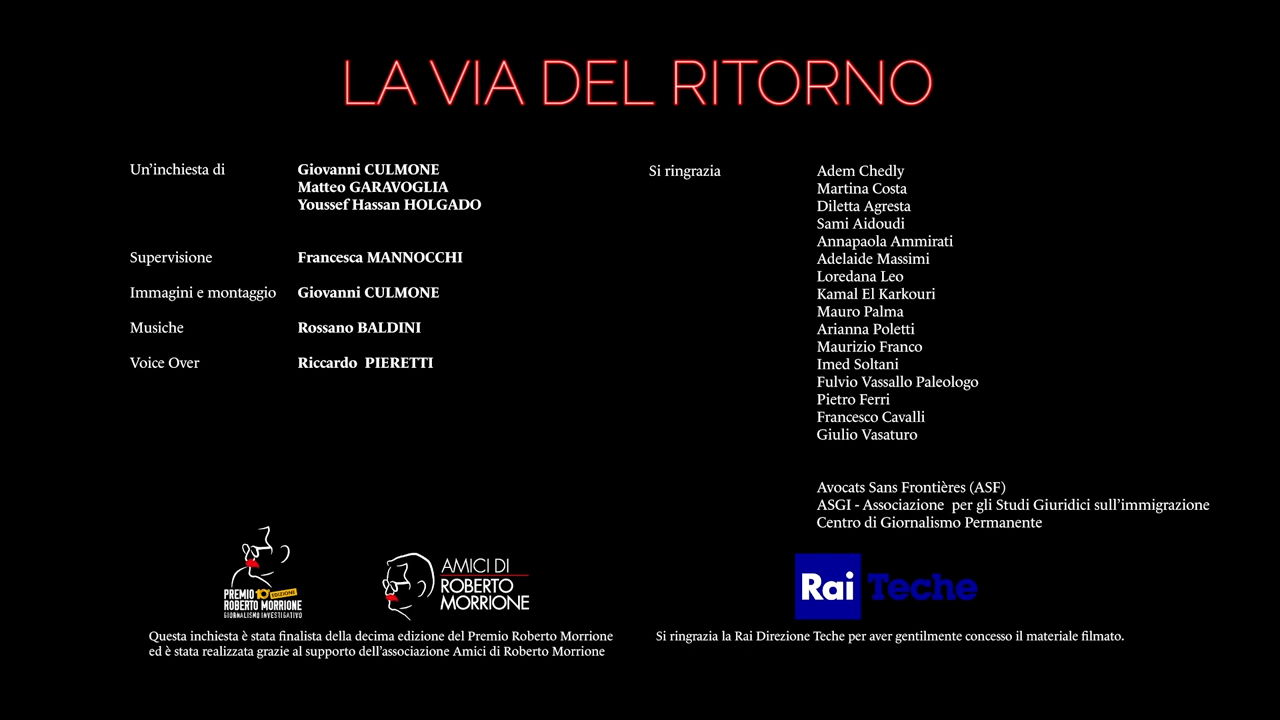 LA VIA DEL RITORNO
Un'inchiesta di Giovanni CULMONE
Matteo GARAVOGLIA
Youssef Hassan HOLGADO
Supervisione Francesca MANNOCCHI
Immagini e montaggio Giovanni CULMONE
Musiche Rossano BALDINI
Voice Over Riccardo PIERETTI
Si ringrazia Adem Chedly
Martina Costa
Diletta Agresta
Sami Aidoudi
Annapaola Ammirati
Adelaide Massimi
Loredana Leo
Kamal El Karkouri
Mauro Palma
Arianna Poletti
Maurizio Franco
Imed Soltani
Fulvio Vassallo Paleologo
Pietro Ferri
Francesco Cavalli
Giulio Vasaturo
Avocats Sans Frontières (ASF)
ASGI - Associazione per gli Studi Giuridici sull'immigrazione
Centro di Giornalismo Permanente
PREMIO 10 EDIZIONE
ROBERTO MORRIONE
GIORNALISMO INVESTIGATIVO
AMICI DI
ROBERTO
MORRIONE
Questa inchiesta è stata finalista della decima edizione del Premio Roberto Morrione
ed è stata realizzata grazie al supporto dell'associazione Amici di Roberto Morrione
Rai Teche
Si ringrazia la Rai Direzione Teche per aver gentilmente concesso il materiale filmato.